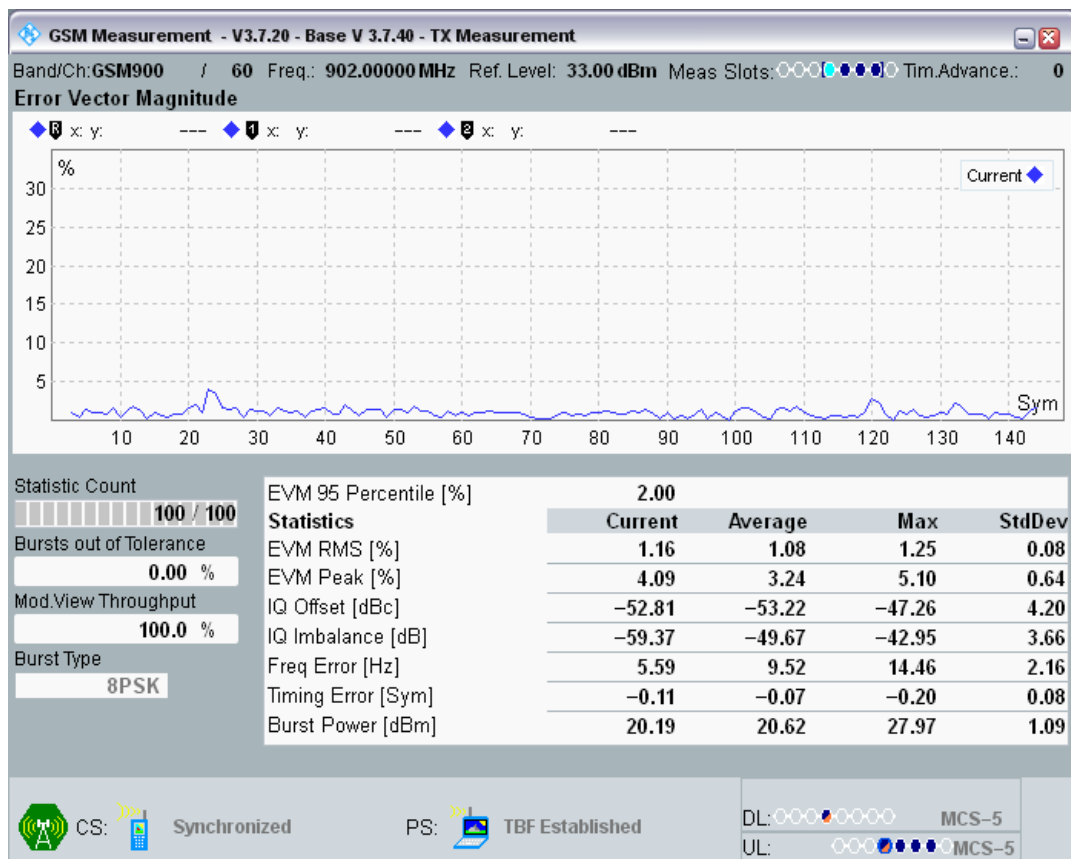 GSM Measurement - V3.7.20 - Base V 3.7.40 - TX Measurement
Band/Ch:GSM900 / 60 Freq.: 902.00000 MHz Ref. Level: 33.00 dBm Meas Slots: Tim.Advance.: 0
Error Vector Magnitude
R x: y: --- 1 x: y: --- 2 x: y: ---
%
Current
30
25
20
15
10
5
Sym
10 20 30 40 50 60 70 80 90 100 110 120 130 140
Statistic Count
100 / 100
Bursts out of Tolerance
0.00 %
Mod.View Throughput
100.0 %
Burst Type
8PSK
EVM 95 Percentile [%] 2.00
Statistics Current Average Max StdDev
EVM RMS [%] 1.16 1.08 1.25 0.08
EVM Peak [%] 4.09 3.24 5.10 0.64
IQ Offset [dBc] −52.81 −53.22 −47.26 4.20
IQ Imbalance [dB] −59.37 −49.67 −42.95 3.66
Freq Error [Hz] 5.59 9.52 14.46 2.16
Timing Error [Sym] −0.11 −0.07 −0.20 0.08
Burst Power [dBm] 20.19 20.62 27.97 1.09
CS: Synchronized PS: TBF Established
DL: MCS−5
UL: MCS−5